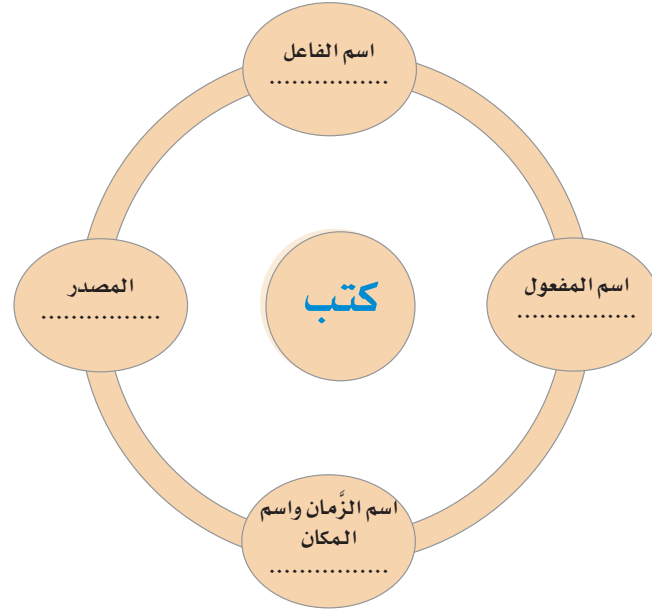 اسم الفاعل
................
اسم المفعول
................
كتب
المصدر
................
اسم الزَّمان واسم
المكان
................